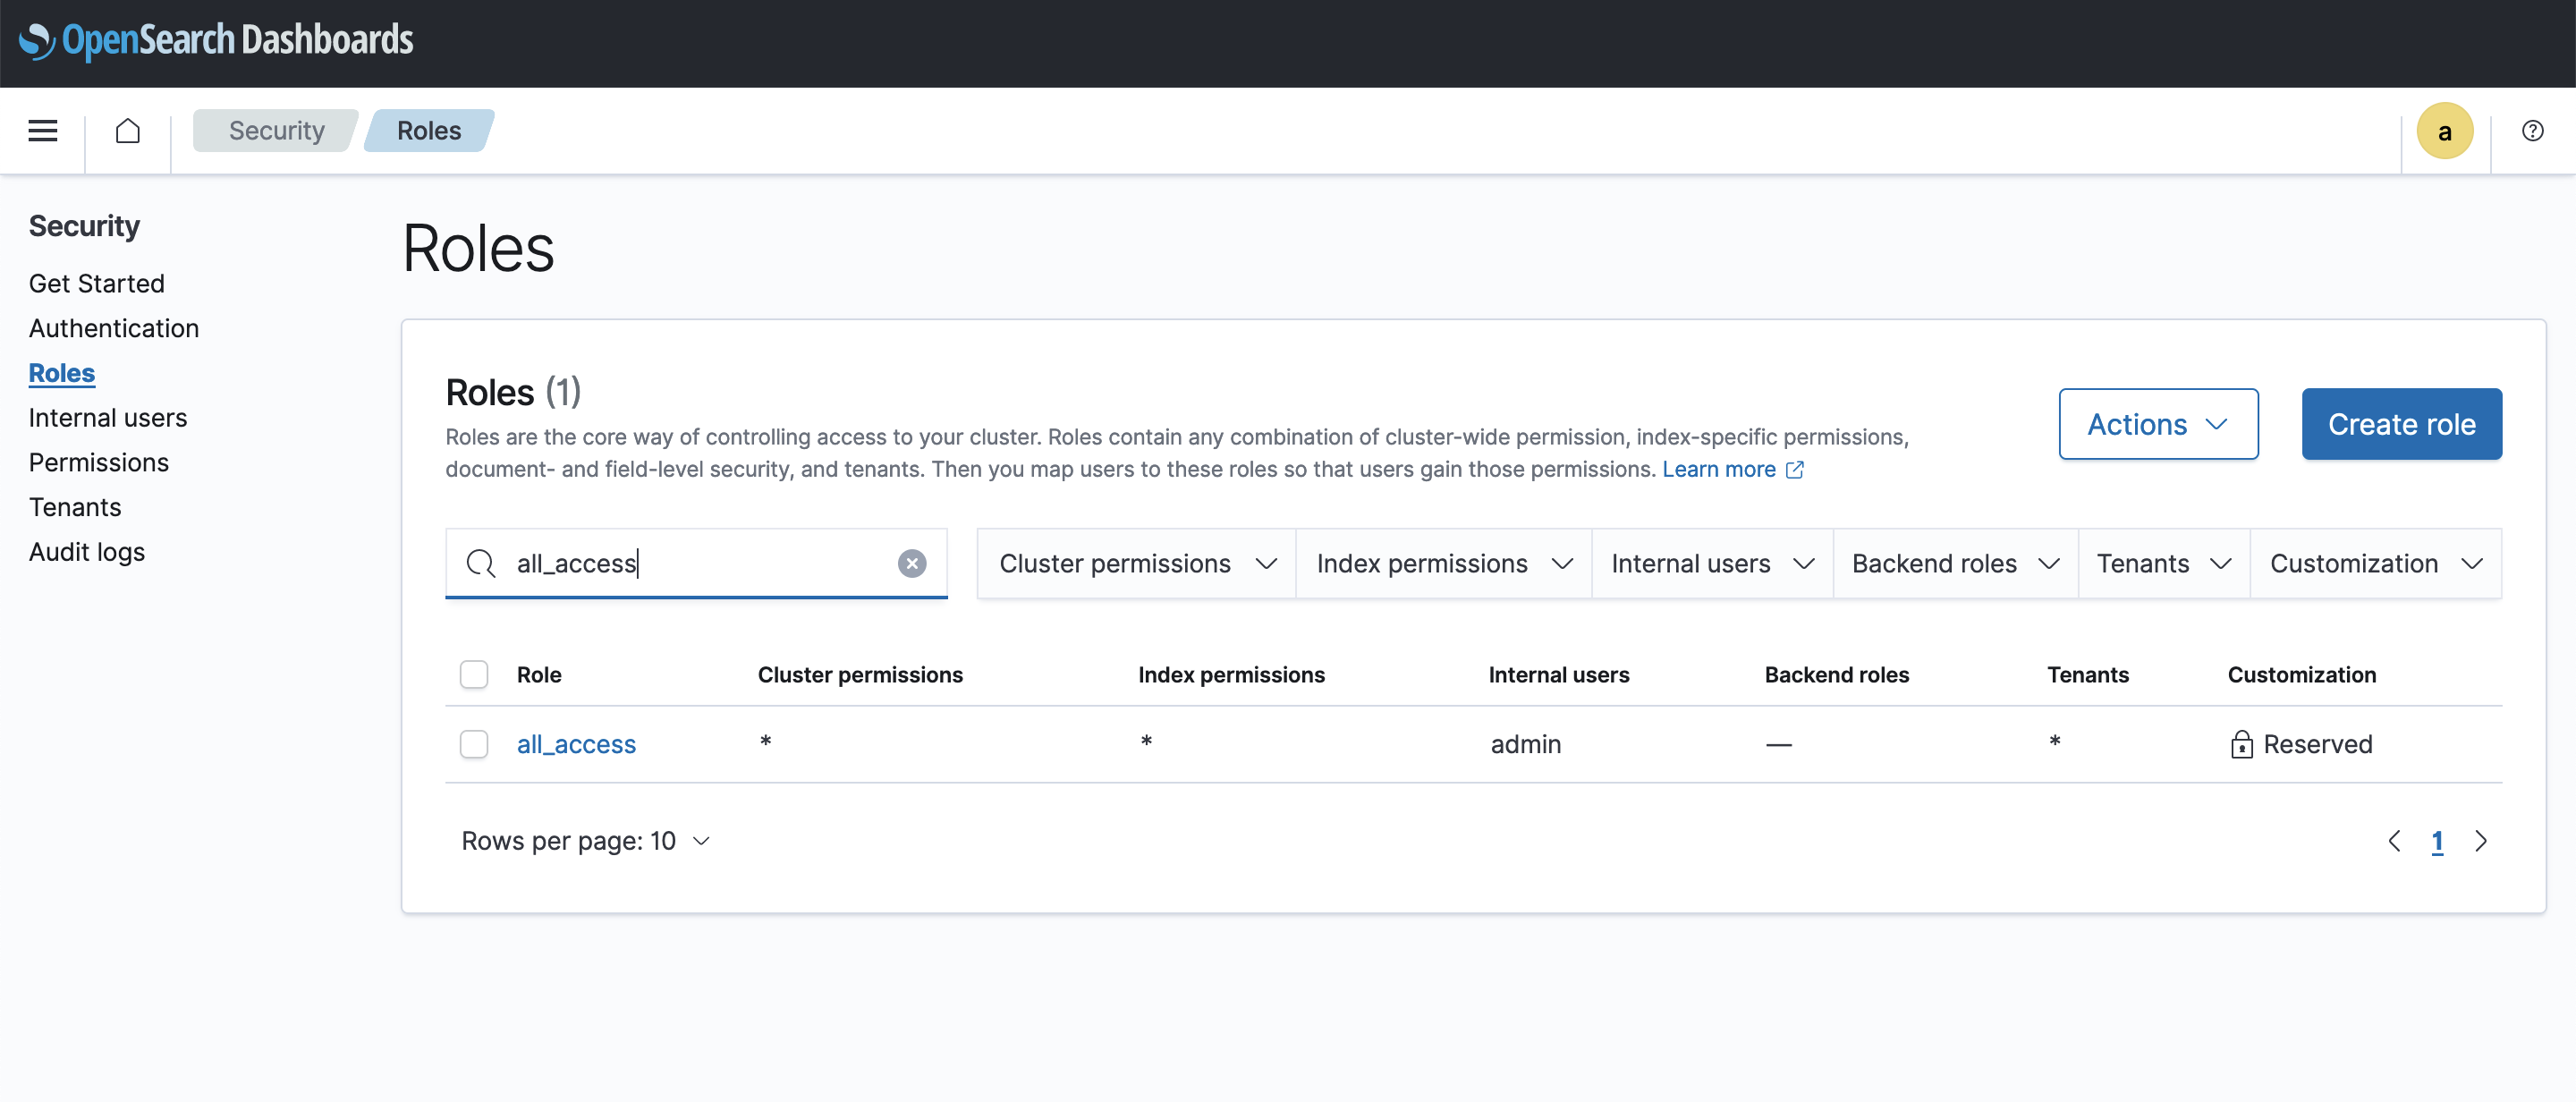 OpenSearch Dashboards
Security
Roles
a
Security
Get Started
Authentication
Roles
Internal users
Permissions
Tenants
Audit logs
Roles
Roles (1)
Roles are the core way of controlling access to your cluster. Roles contain any combination of cluster-wide permission, index-specific permissions,
document- and field-level security, and tenants. Then you map users to these roles so that users gain those permissions. Learn more
Actions
Create role
all_access
Cluster permissions
Index permissions
Internal users
Backend roles
Tenants
Customization
Role Cluster permissions Index permissions Internal users Backend roles Tenants Customization
all_access * * admin — * Reserved
Rows per page: 10
1